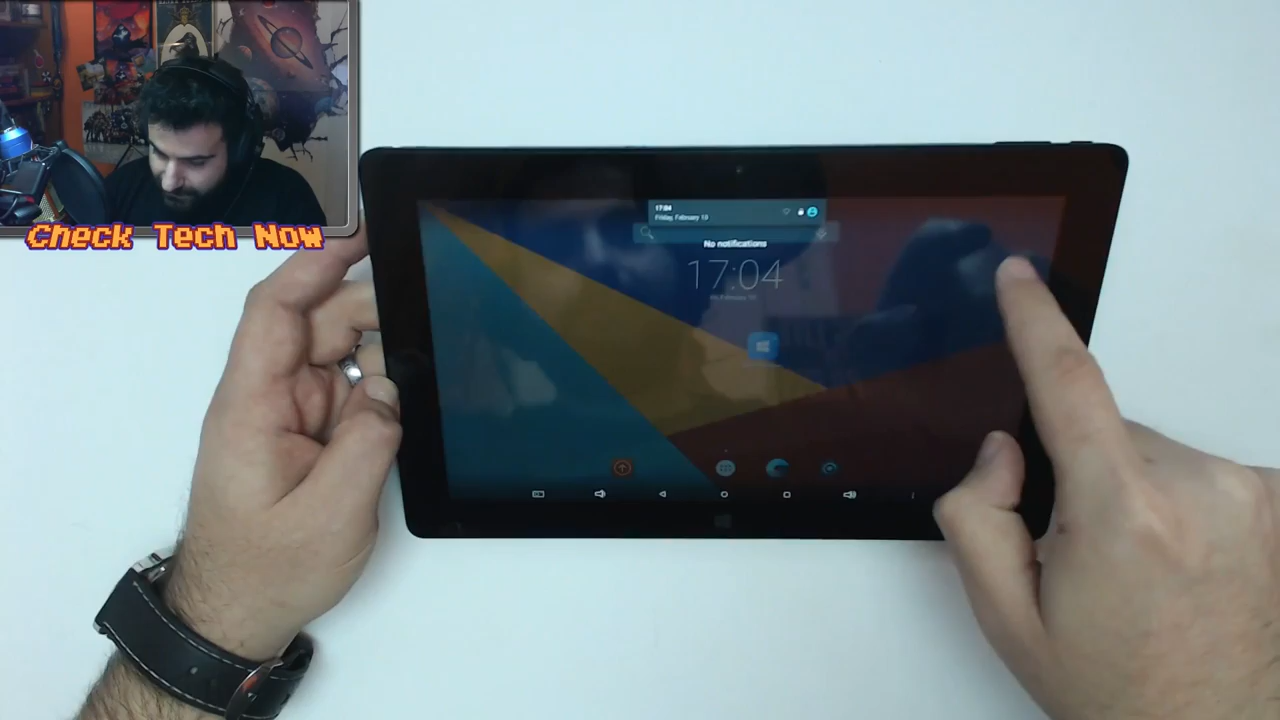 Check Tech Now
17:04
Friday, February 10
No notifications
17:04